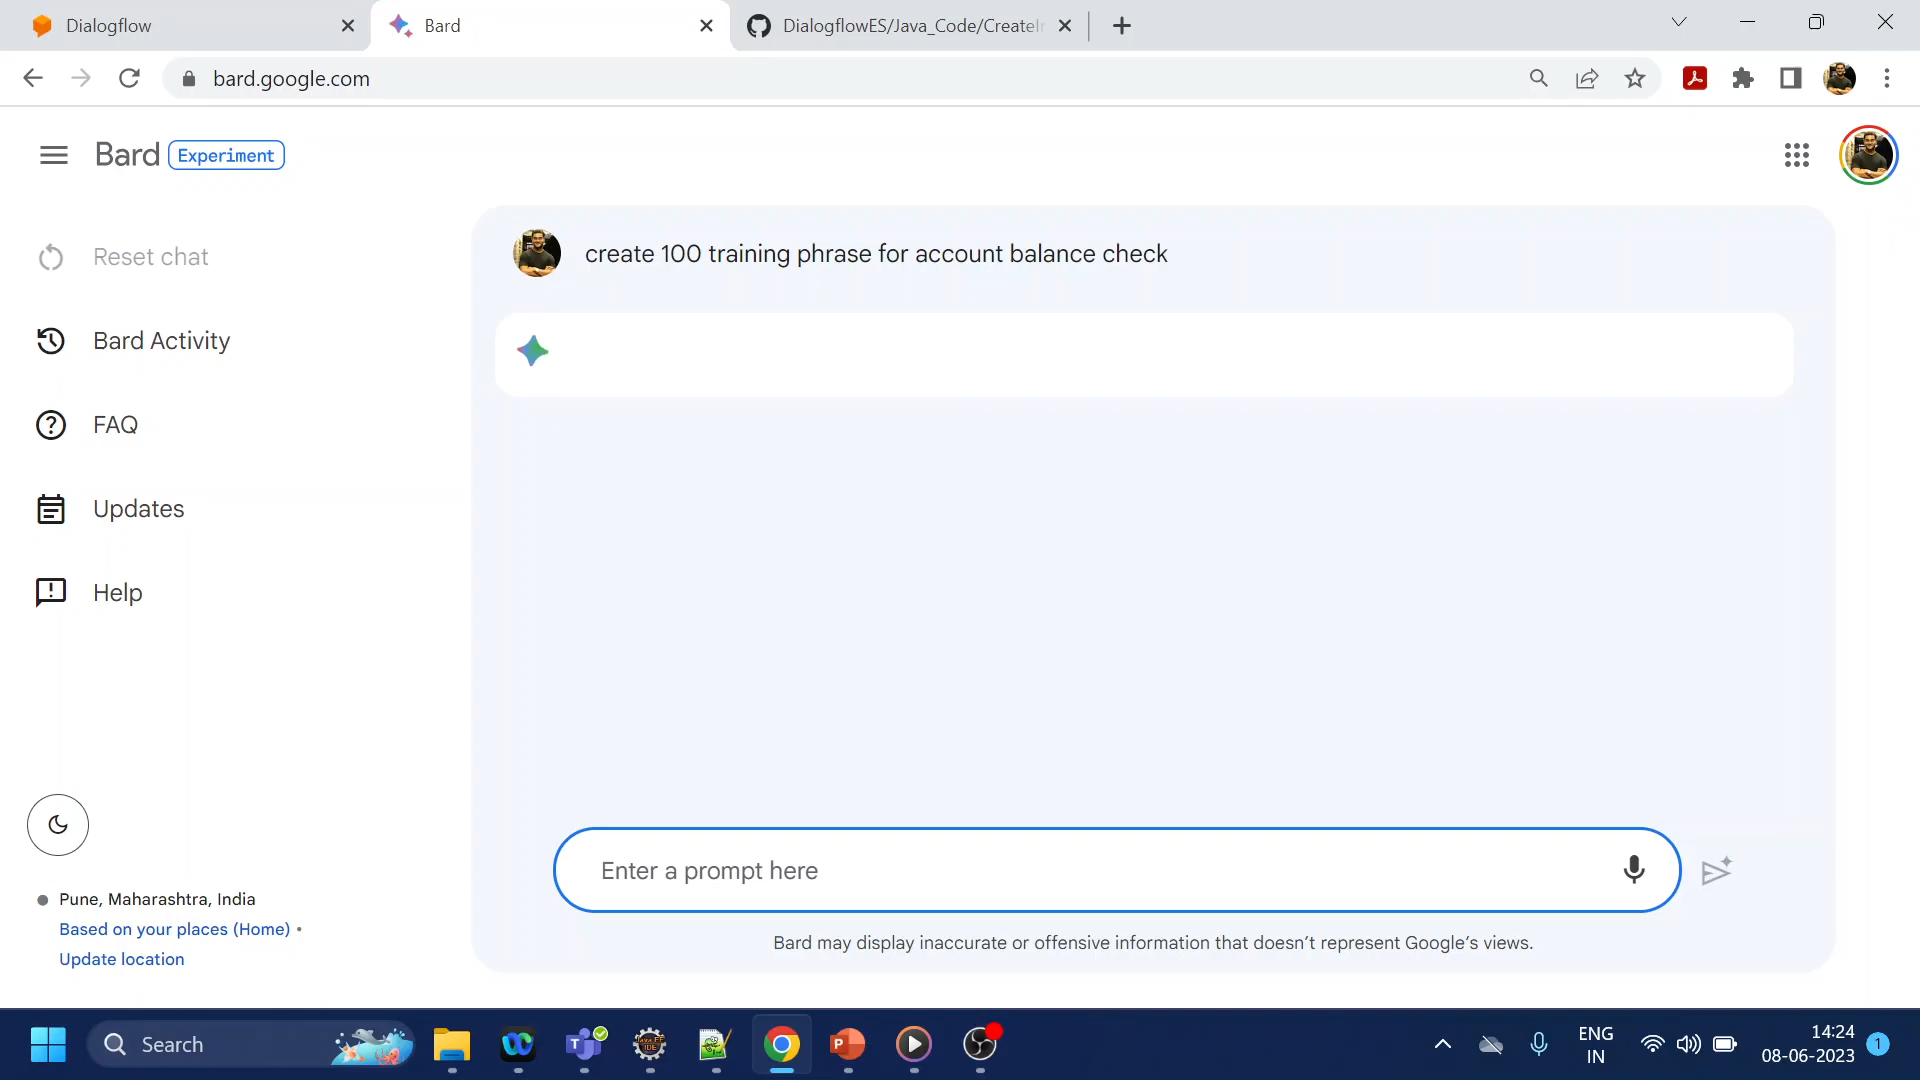 Dialogflow
Bard
DialogflowES/Java_Code/CreateIn
bard.google.com
Bard Experiment
Reset chat
Bard Activity
FAQ
Updates
Help
create 100 training phrase for account balance check
Enter a prompt here
Bard may display inaccurate or offensive information that doesn't represent Google's views.
Pune, Maharashtra, India
Based on your places (Home) •
Update location
Search
ENG
IN
14:24
08-06-2023
1